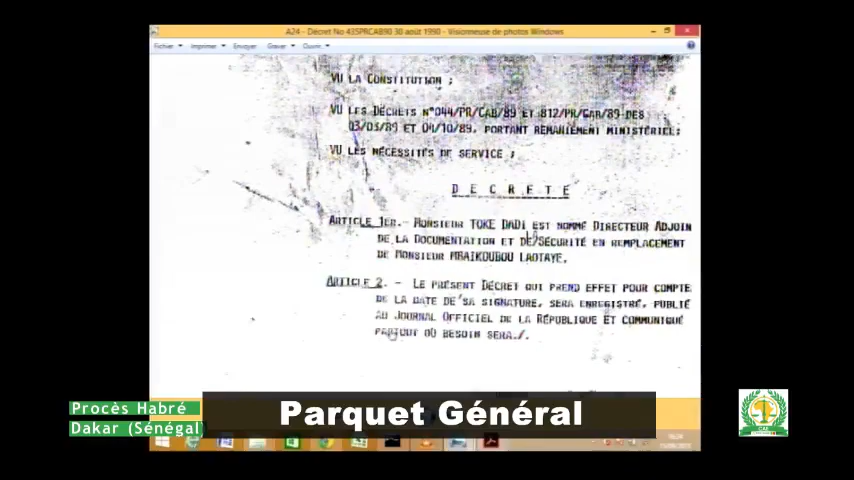 A24 - Décret No 435PRCAB90 30 août 1990 - Visionneuse de photos Windows
Fichier Imprimer Envoyer Graver Ouvrir
VU LA CONSTITUTION ;
VU LES DÉCRETS N°044/PR/CAB/89 ET 812/PR/CAB/89 DES
03/03/89 ET 04/10/89, PORTANT REMANIEMENT MINISTÉRIEL;
VU LES NÉCESSITÉS DE SERVICE ;
D E C R E T E
ARTICLE 1ER.- MONSIEUR TOKE DADI EST NOMMÉ DIRECTEUR ADJOIN
DE LA DOCUMENTATION ET DE SÉCURITÉ EN REMPLACEMENT
DE MONSIEUR MBAIKOUBOU LAOTAYE.
ARTICLE 2. - LE PRÉSENT DÉCRET QUI PREND EFFET POUR COMPTE
DE LA DATE DE SA SIGNATURE, SERA ENREGISTRÉ, PUBLIÉ
AU JOURNAL OFFICIEL DE LA RÉPUBLIQUE ET COMMUNIQUÉ
PARTOUT OÙ BESOIN SERA./.
Procès Habré
Dakar (Sénégal)
Parquet Général